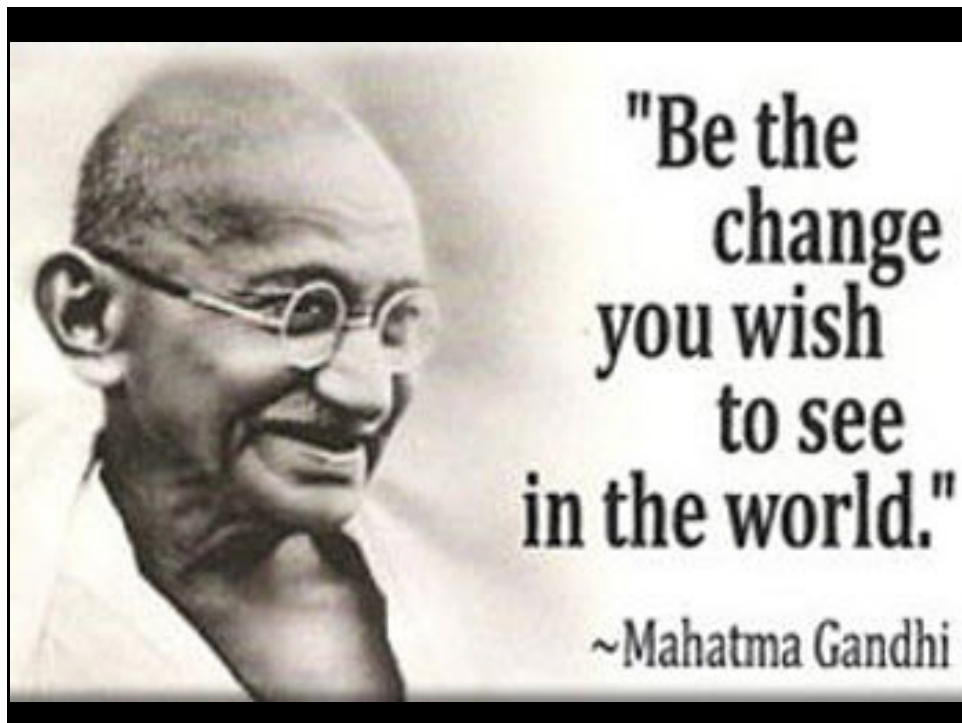 "Be the
change
you wish
to see
in the world."
~Mahatma Gandhi